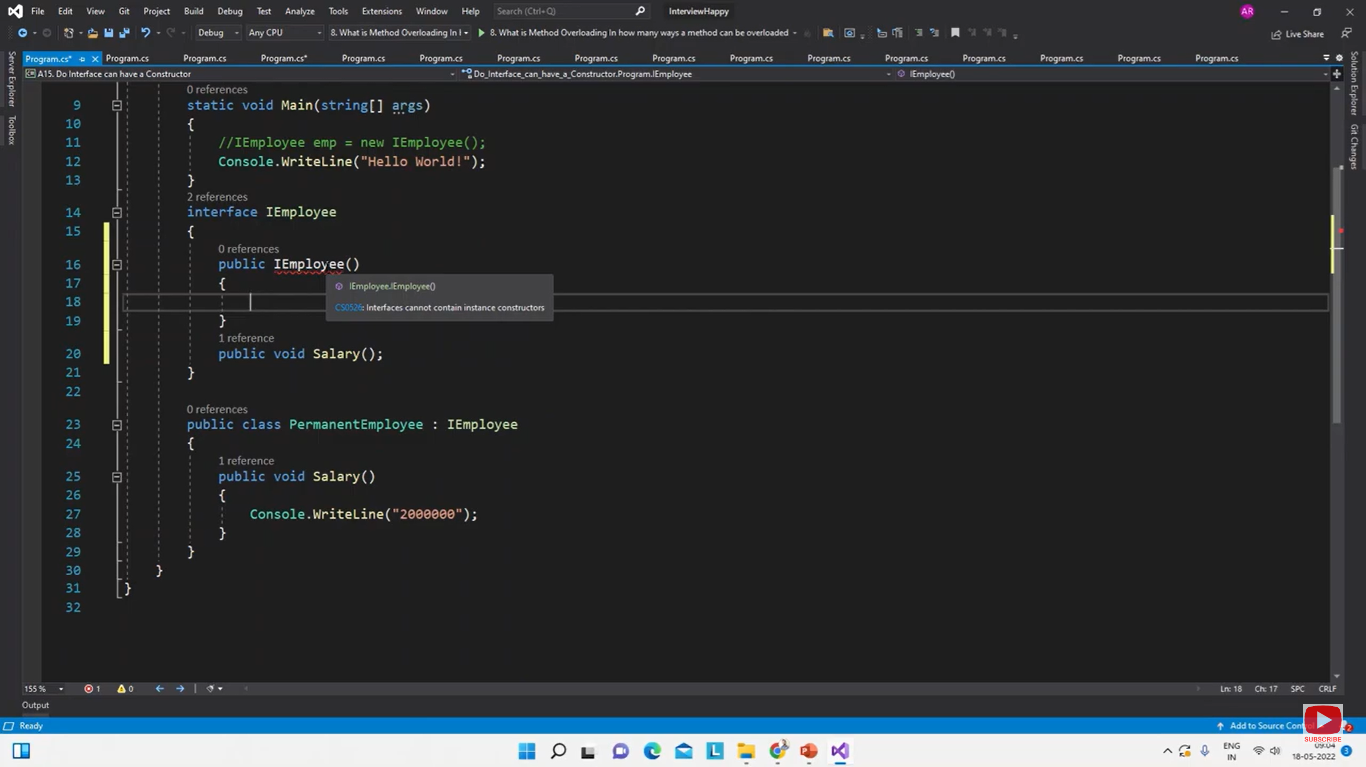 File Edit View Git Project Build Debug Test Analyze Tools Extensions Window Help Search (Ctrl+Q) InterviewHappy AR
Debug Any CPU 8. What is Method Overloading In I 8. What is Method Overloading In how many ways a method can be overloaded Live Share
Program.cs* Program.cs Program.cs Program.cs* Program.cs Program.cs Program.cs Program.cs Program.cs Program.cs Program.cs Program.cs Program.cs Program.cs Program.cs
A15. Do Interface can have a Constructor Do_Interface_can_have_a_Constructor.Program.IEmployee IEmployee()
Server Explorer
Toolbox
Solution Explorer
Git Changes
0 references
9 static void Main(string[] args)
10 {
11 //IEmployee emp = new IEmployee();
12 Console.WriteLine("Hello World!");
13 }
2 references
14 interface IEmployee
15 {
0 references
16 public IEmployee()
17 {
IEmployee.IEmployee()
18
CS0526: Interfaces cannot contain instance constructors
19 }
1 reference
20 public void Salary();
21 }
22
0 references
23 public class PermanentEmployee : IEmployee
24 {
1 reference
25 public void Salary()
26 {
27 Console.WriteLine("2000000");
28 }
29 }
30 }
31 }
32
155 % 1 0 Ln: 18 Ch: 17 SPC CRLF
Output
Ready Add to Source Control 2
SUBSCRIBE
ENG
IN
09:04
18-05-2022
3